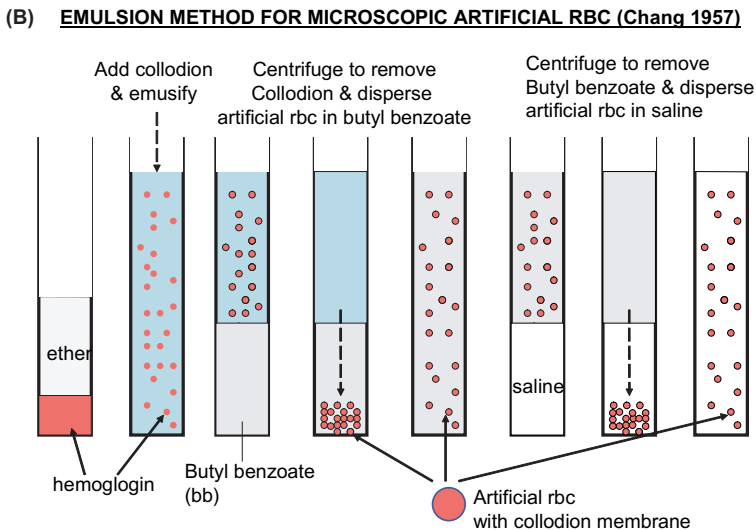 (B) EMULSION METHOD FOR MICROSCOPIC ARTIFICIAL RBC (Chang 1957)
Add collodion
& emusify
Centrifuge to remove
Collodion & disperse
artificial rbc in butyl benzoate
Centrifuge to remove
Butyl benzoate & disperse
artificial rbc in saline
ether
saline
hemoglogin
Butyl benzoate
(bb)
Artificial rbc
with collodion membrane